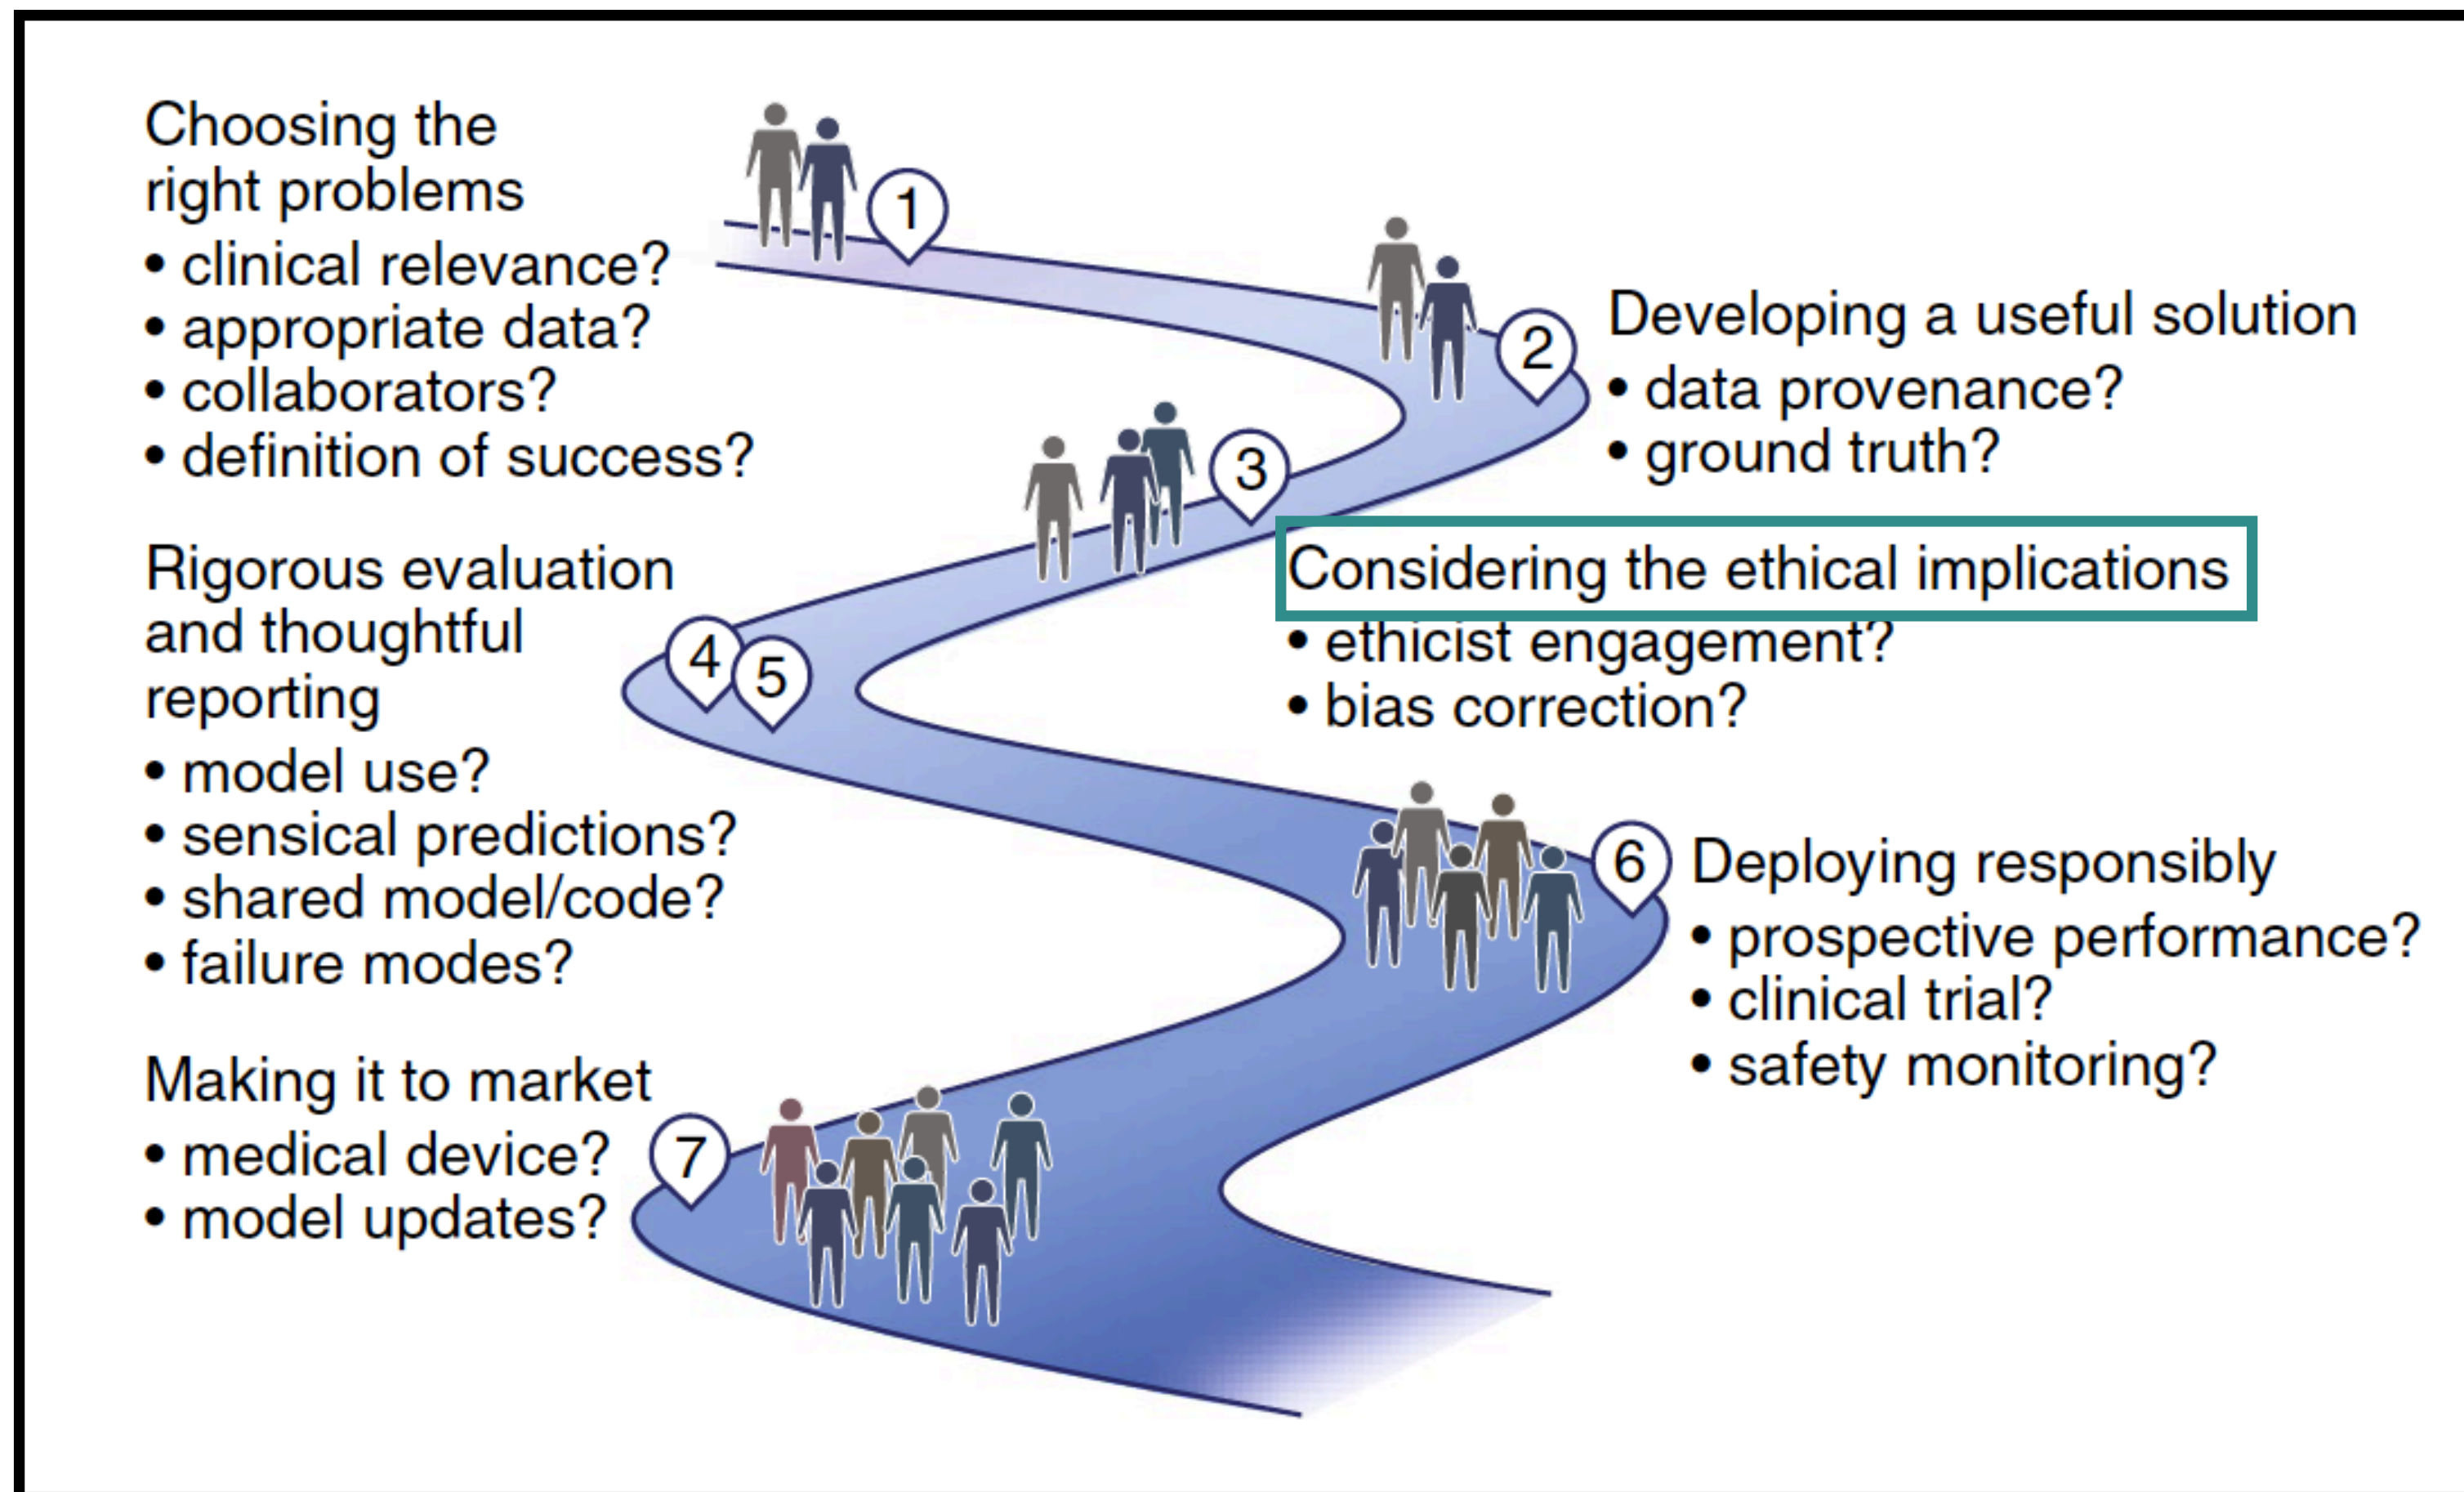 Choosing the
right problems
• clinical relevance?
• appropriate data?
• collaborators?
• definition of success?
1
2
Developing a useful solution
• data provenance?
• ground truth?
3
Considering the ethical implications
• ethicist engagement?
• bias correction?
Rigorous evaluation
and thoughtful
reporting
• model use?
• sensical predictions?
• shared model/code?
• failure modes?
4
5
6
Deploying responsibly
• prospective performance?
• clinical trial?
• safety monitoring?
Making it to market
• medical device?
• model updates?
7